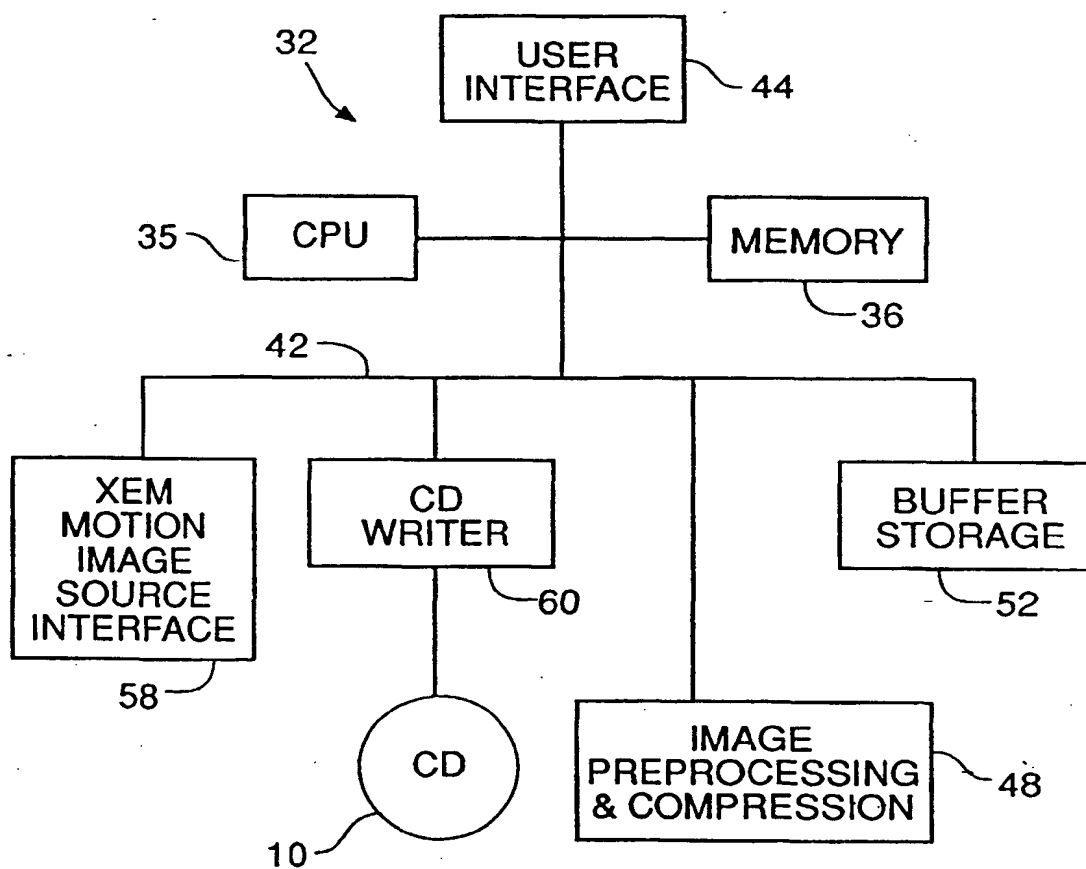 32
USER
INTERFACE
44
CPU
35
MEMORY
36
42
XEM
MOTION
IMAGE
SOURCE
INTERFACE
58
CD
WRITER
60
BUFFER
STORAGE
52
CD
10
IMAGE
PREPROCESSING
& COMPRESSION
48